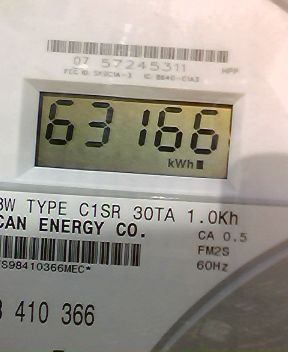 07 57245311
63166
kWh
3W TYPE C1SR 30TA 1.0Kh
CAN ENERGY CO.
CA 0.5
FM2S
60Hz
S98410366MEC*
410 366